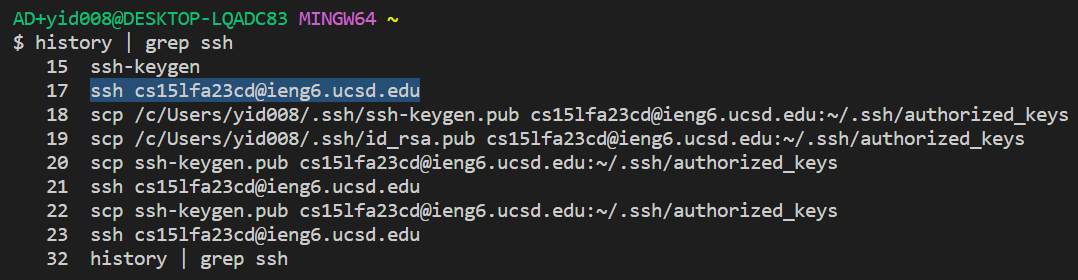 AD+yid008@DESKTOP-LQADC83 MINGW64 ~
$ history | grep ssh
15 ssh-keygen
17 ssh cs15lfa23cd@ieng6.ucsd.edu
18 scp /c/Users/yid008/.ssh/ssh-keygen.pub cs15lfa23cd@ieng6.ucsd.edu:~/.ssh/authorized_keys
19 scp /c/Users/yid008/.ssh/id_rsa.pub cs15lfa23cd@ieng6.ucsd.edu:~/.ssh/authorized_keys
20 scp ssh-keygen.pub cs15lfa23cd@ieng6.ucsd.edu:~/.ssh/authorized_keys
21 ssh cs15lfa23cd@ieng6.ucsd.edu
22 scp ssh-keygen.pub cs15lfa23cd@ieng6.ucsd.edu:~/.ssh/authorized_keys
23 ssh cs15lfa23cd@ieng6.ucsd.edu
32 history | grep ssh